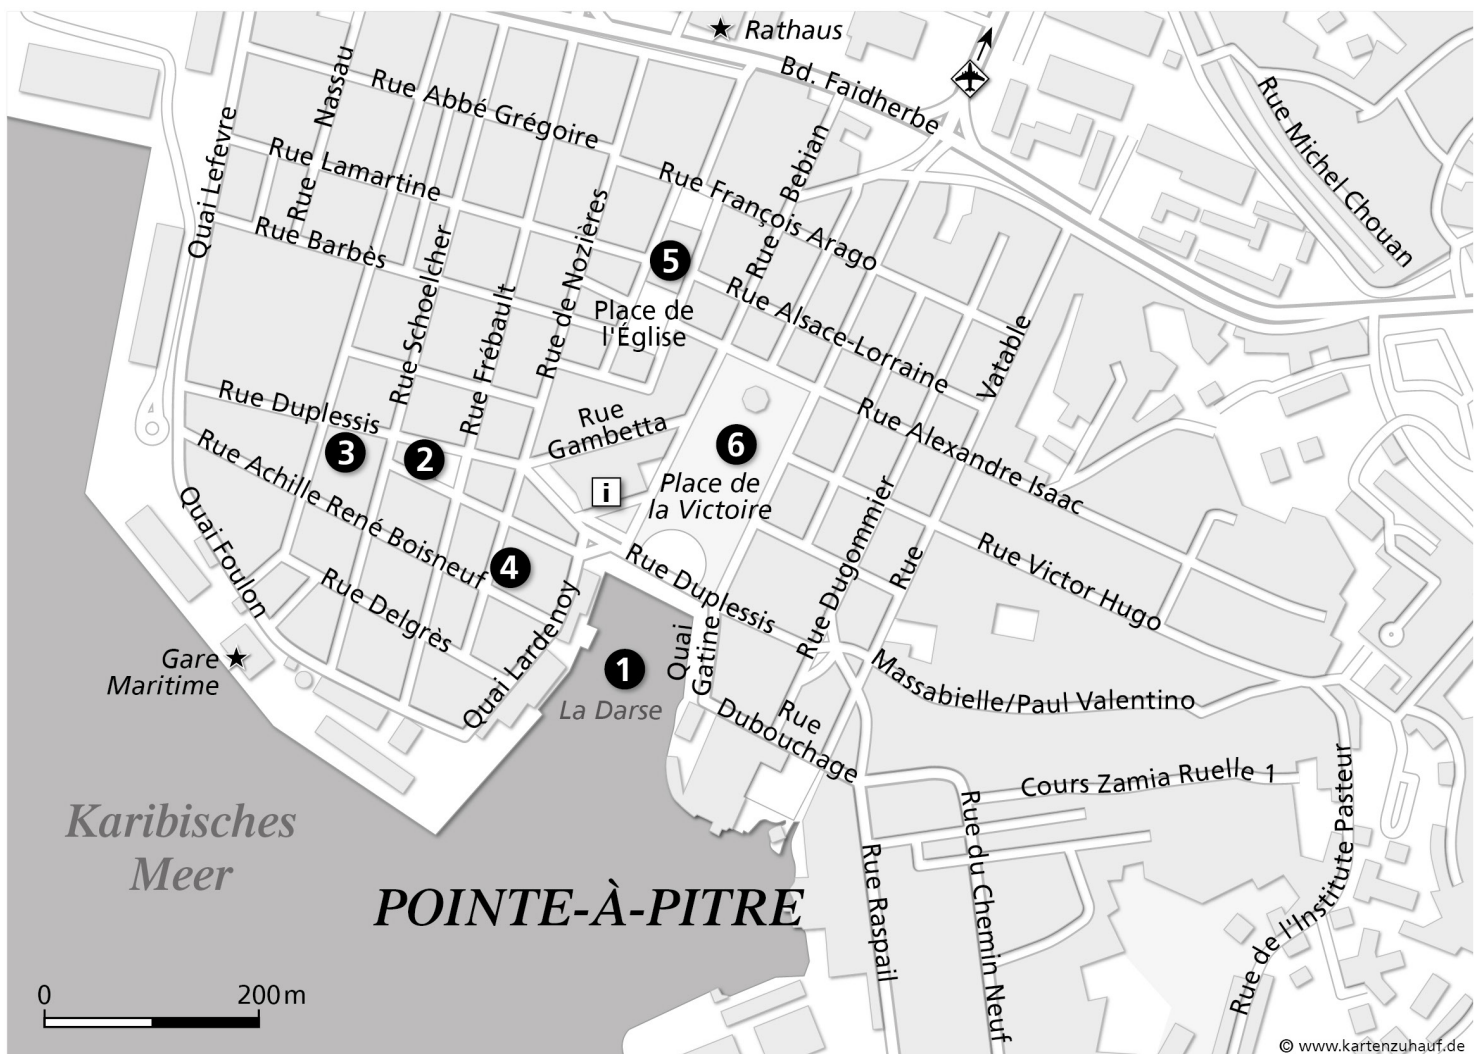 Rathaus
Bd. Faidherbe
Rue Nassau
Rue Abbé Grégoire
Rue Michel Chouan
Quai Lefevre
Rue Lamartine
Rue Bebian
Rue François Arago
Rue Barbès
Rue Schoelcher
Rue de Nozières
5
Place de
l'Église
Rue Alsace-Lorraine
Rue Frébault
Vatable
Rue Duplessis
Rue
Gambetta
Rue Alexandre Isaac
3
2
6
Place de
la Victoire
i
Rue Achille René Boisneuf
Quai Foulon
4
Rue Dugommier
Rue
Rue Victor Hugo
Rue Delgrès
Rue Duplessis
Quai Lardenoy
Quai
Gatine
1
La Darse
Gare
Maritime
Massabielle/Paul Valentino
Rue
Dubouchage
Cours Zamia Ruelle 1
Rue de l'Institute Pasteur
Rue du Chemin Neuf
Rue Raspail
Karibisches
Meer
POINTE-À-PITRE
0 200 m
© www.kartenzuhauf.de